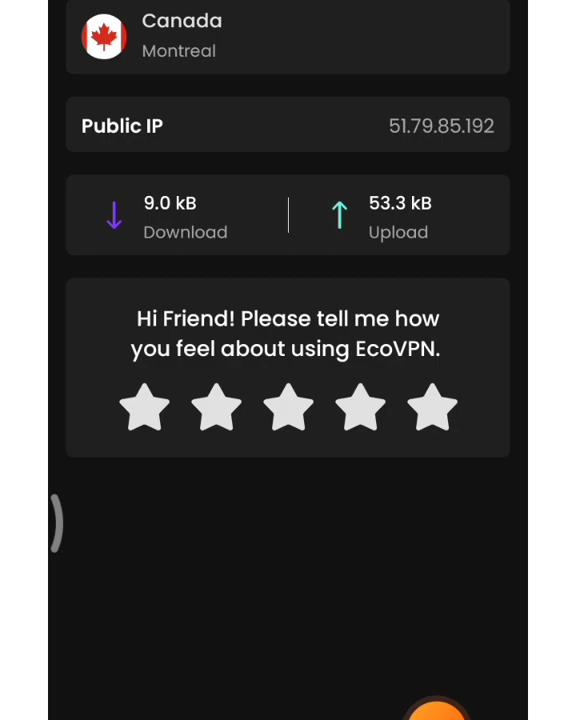 Canada
Montreal
Public IP 51.79.85.192
9.0 kB 53.3 kB
Download Upload
Hi Friend! Please tell me how
you feel about using EcoVPN.